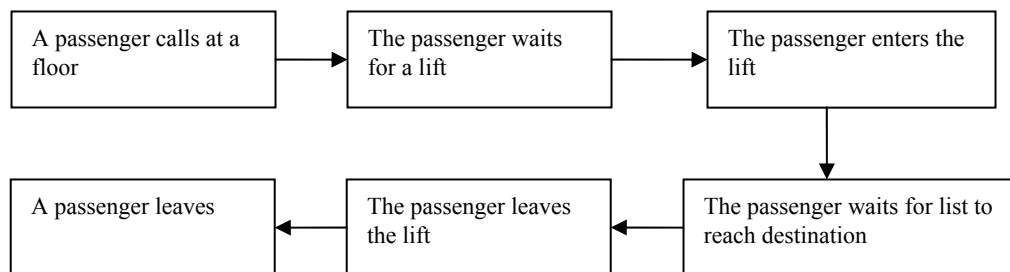 A passenger calls at a
floor
The passenger waits
for a lift
The passenger enters the
lift
The passenger waits for list to
reach destination
The passenger leaves
the lift
A passenger leaves